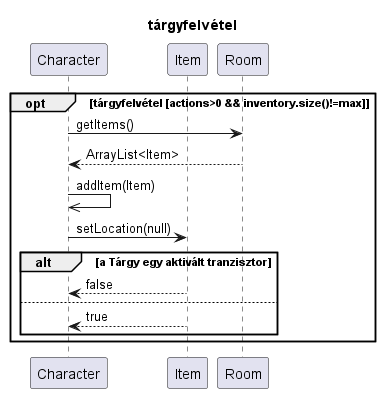 tárgyfelvétel
Character Item Room
opt tárgyfelvétel [actions>0 && inventory.size()!=max]]
getItems()
ArrayList<Item>
addItem(Item)
setLocation(null)
alt [a Tárgy egy aktivált tranzisztor]
false
true
Character Item Room